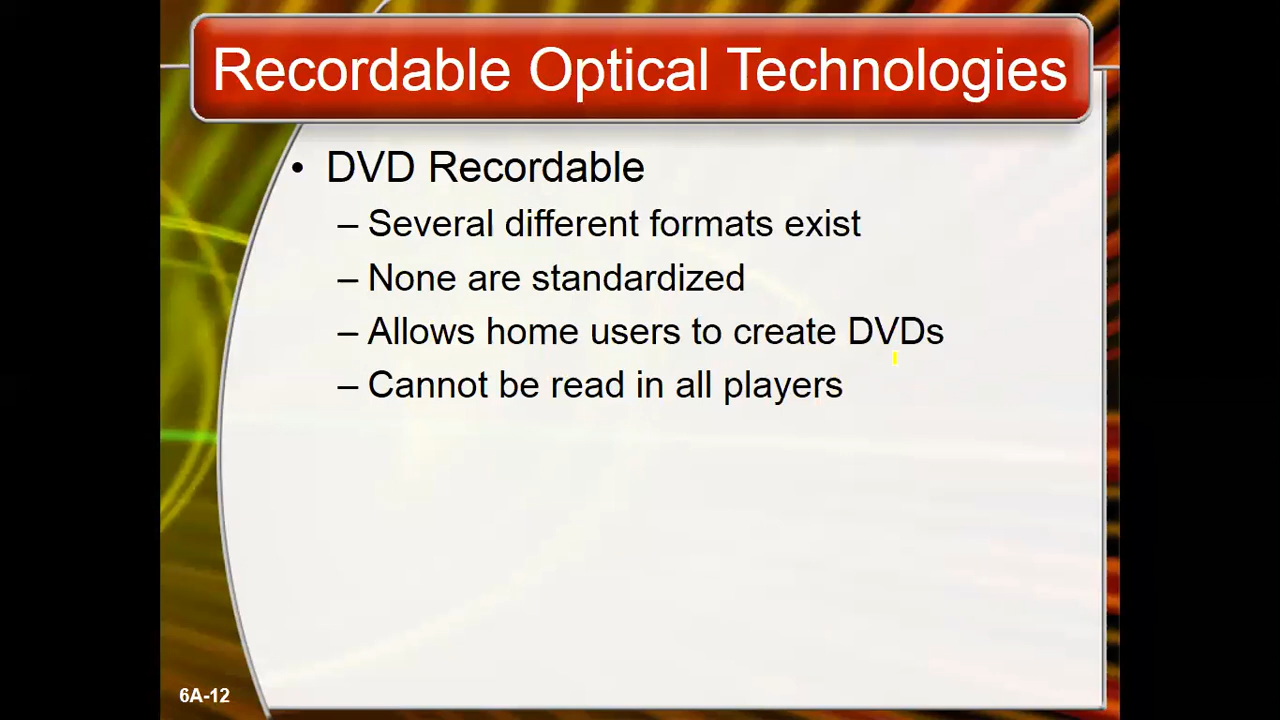 Recordable Optical Technologies
• DVD Recordable
– Several different formats exist
– None are standardized
– Allows home users to create DVDs
– Cannot be read in all players
6A-12